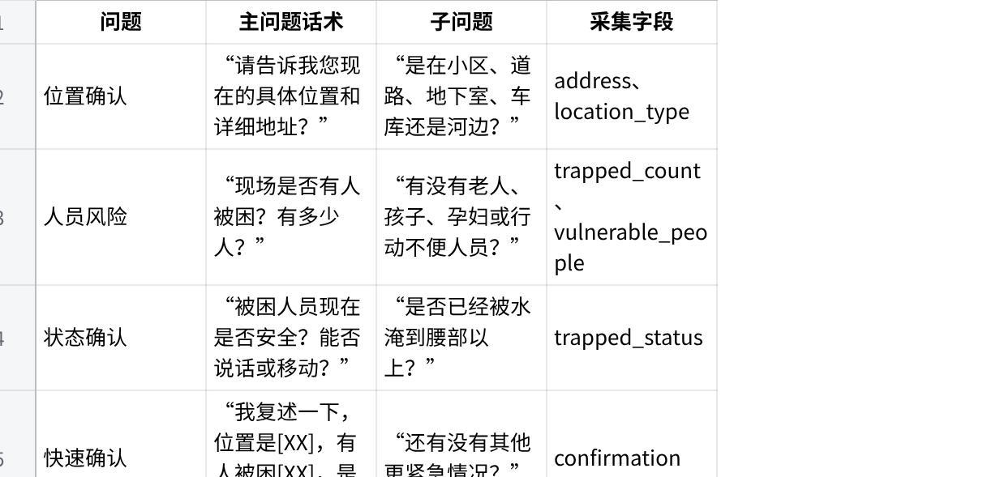 问题 主问题话术 子问题 采集字段
位置确认
“请告诉我您现
在的具体位置和
详细地址？”
“是在小区、道
路、地下室、车
库还是河边？”
address、
location_type
人员风险
“现场是否有人
被困？有多少
人？”
“有没有老人、
孩子、孕妇或行
动不便人员？”
trapped_count
、
vulnerable_peo
ple
状态确认
“被困人员现在
是否安全？能否
说话或移动？”
“是否已经被水
淹到腰部以
上？”
trapped_status
快速确认
“我复述一下，
位置是[XX]，有
人被困[XX]，是
“还有没有其他
更紧急情况？”
confirmation